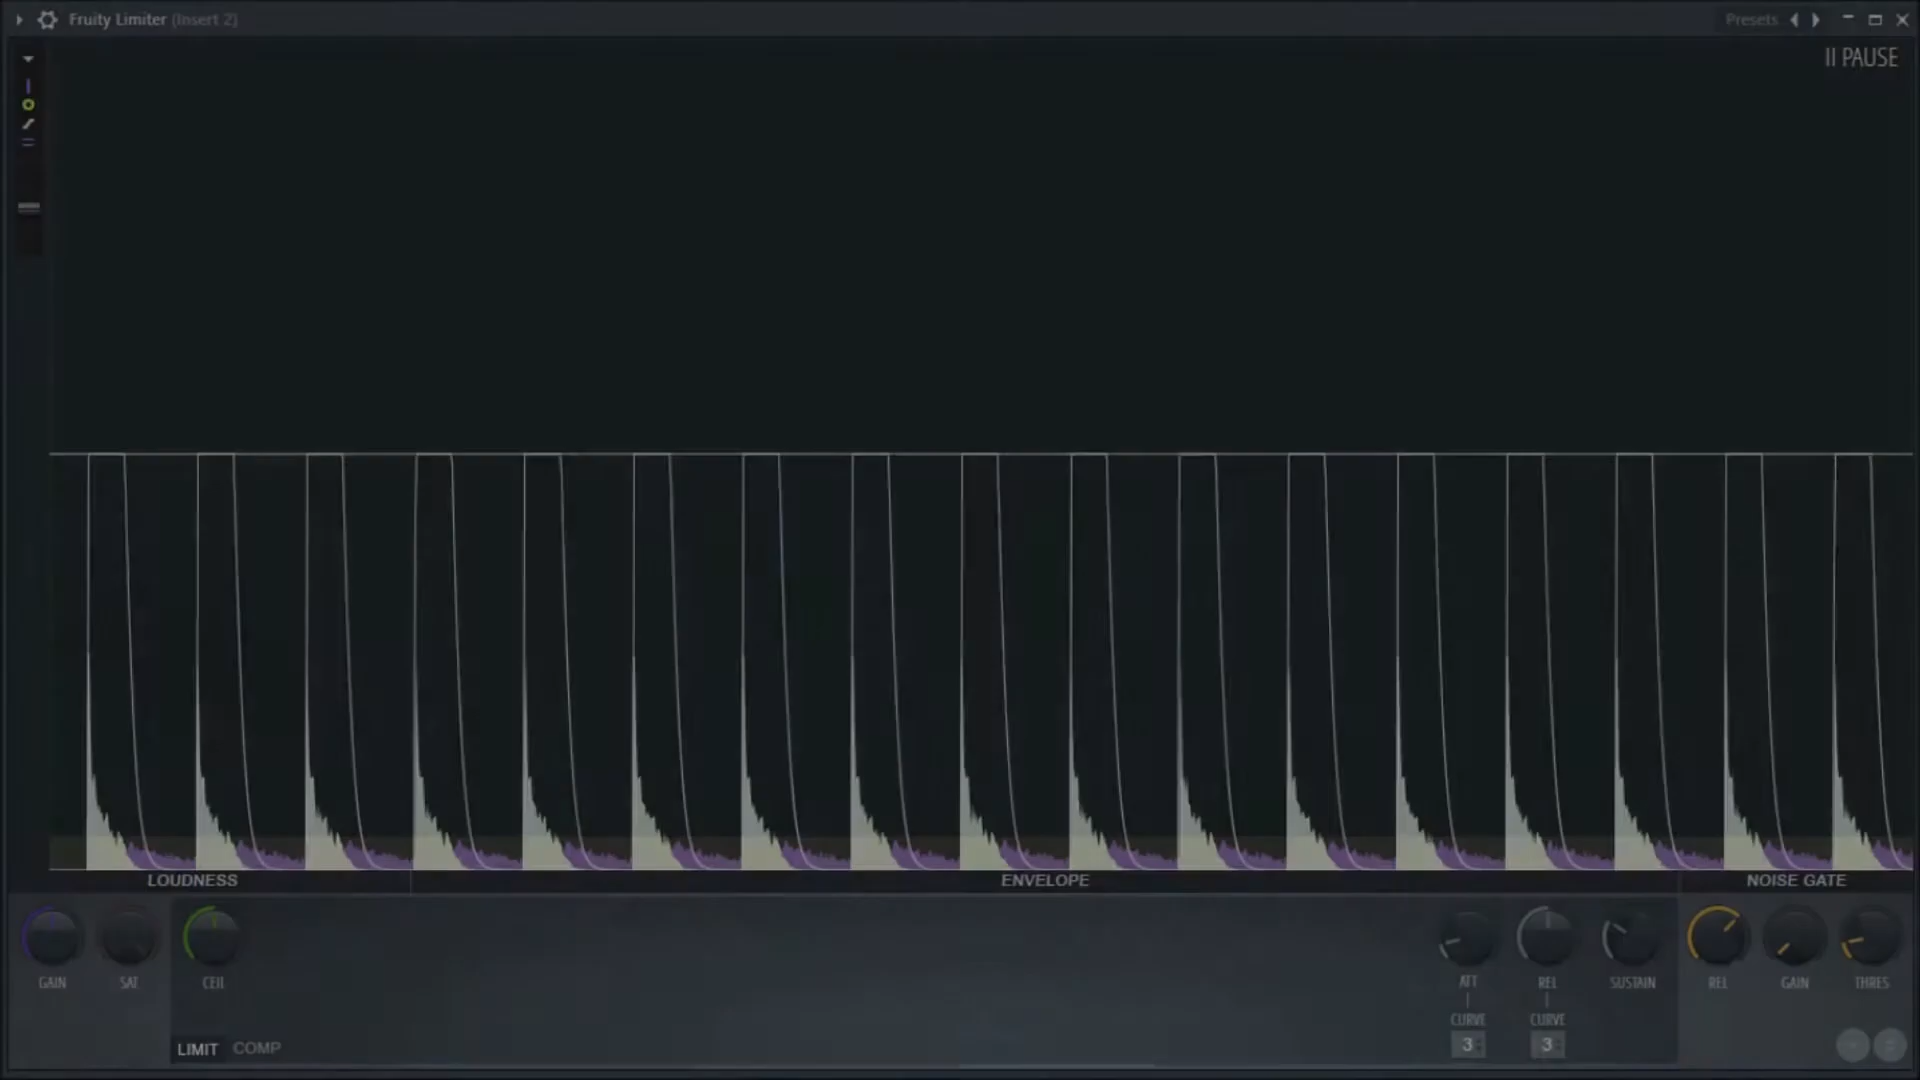 Fruity Limiter (Insert 2)
Presets
II PAUSE
LOUDNESS
ENVELOPE
NOISE GATE
GAIN
SAT
CEIL
ATT
REL
SUSTAIN
REL
GAIN
THRES
CURVE
CURVE
3
3
LIMIT
COMP